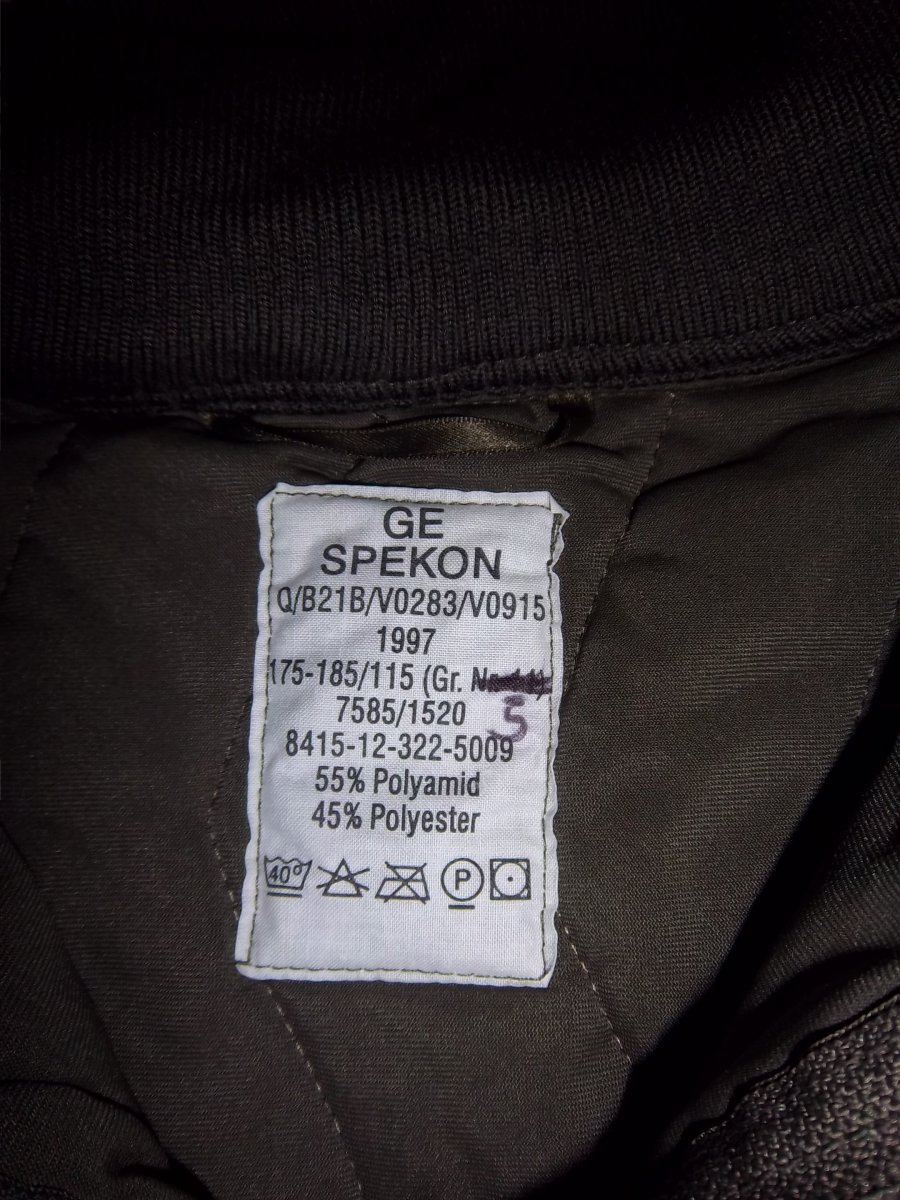 GE
SPEKON
Q/B21B/V0283/V0915
1997
175-185/115 (Gr.
5
7585/1520
8415-12-322-5009
55% Polyamid
45% Polyester
40° P